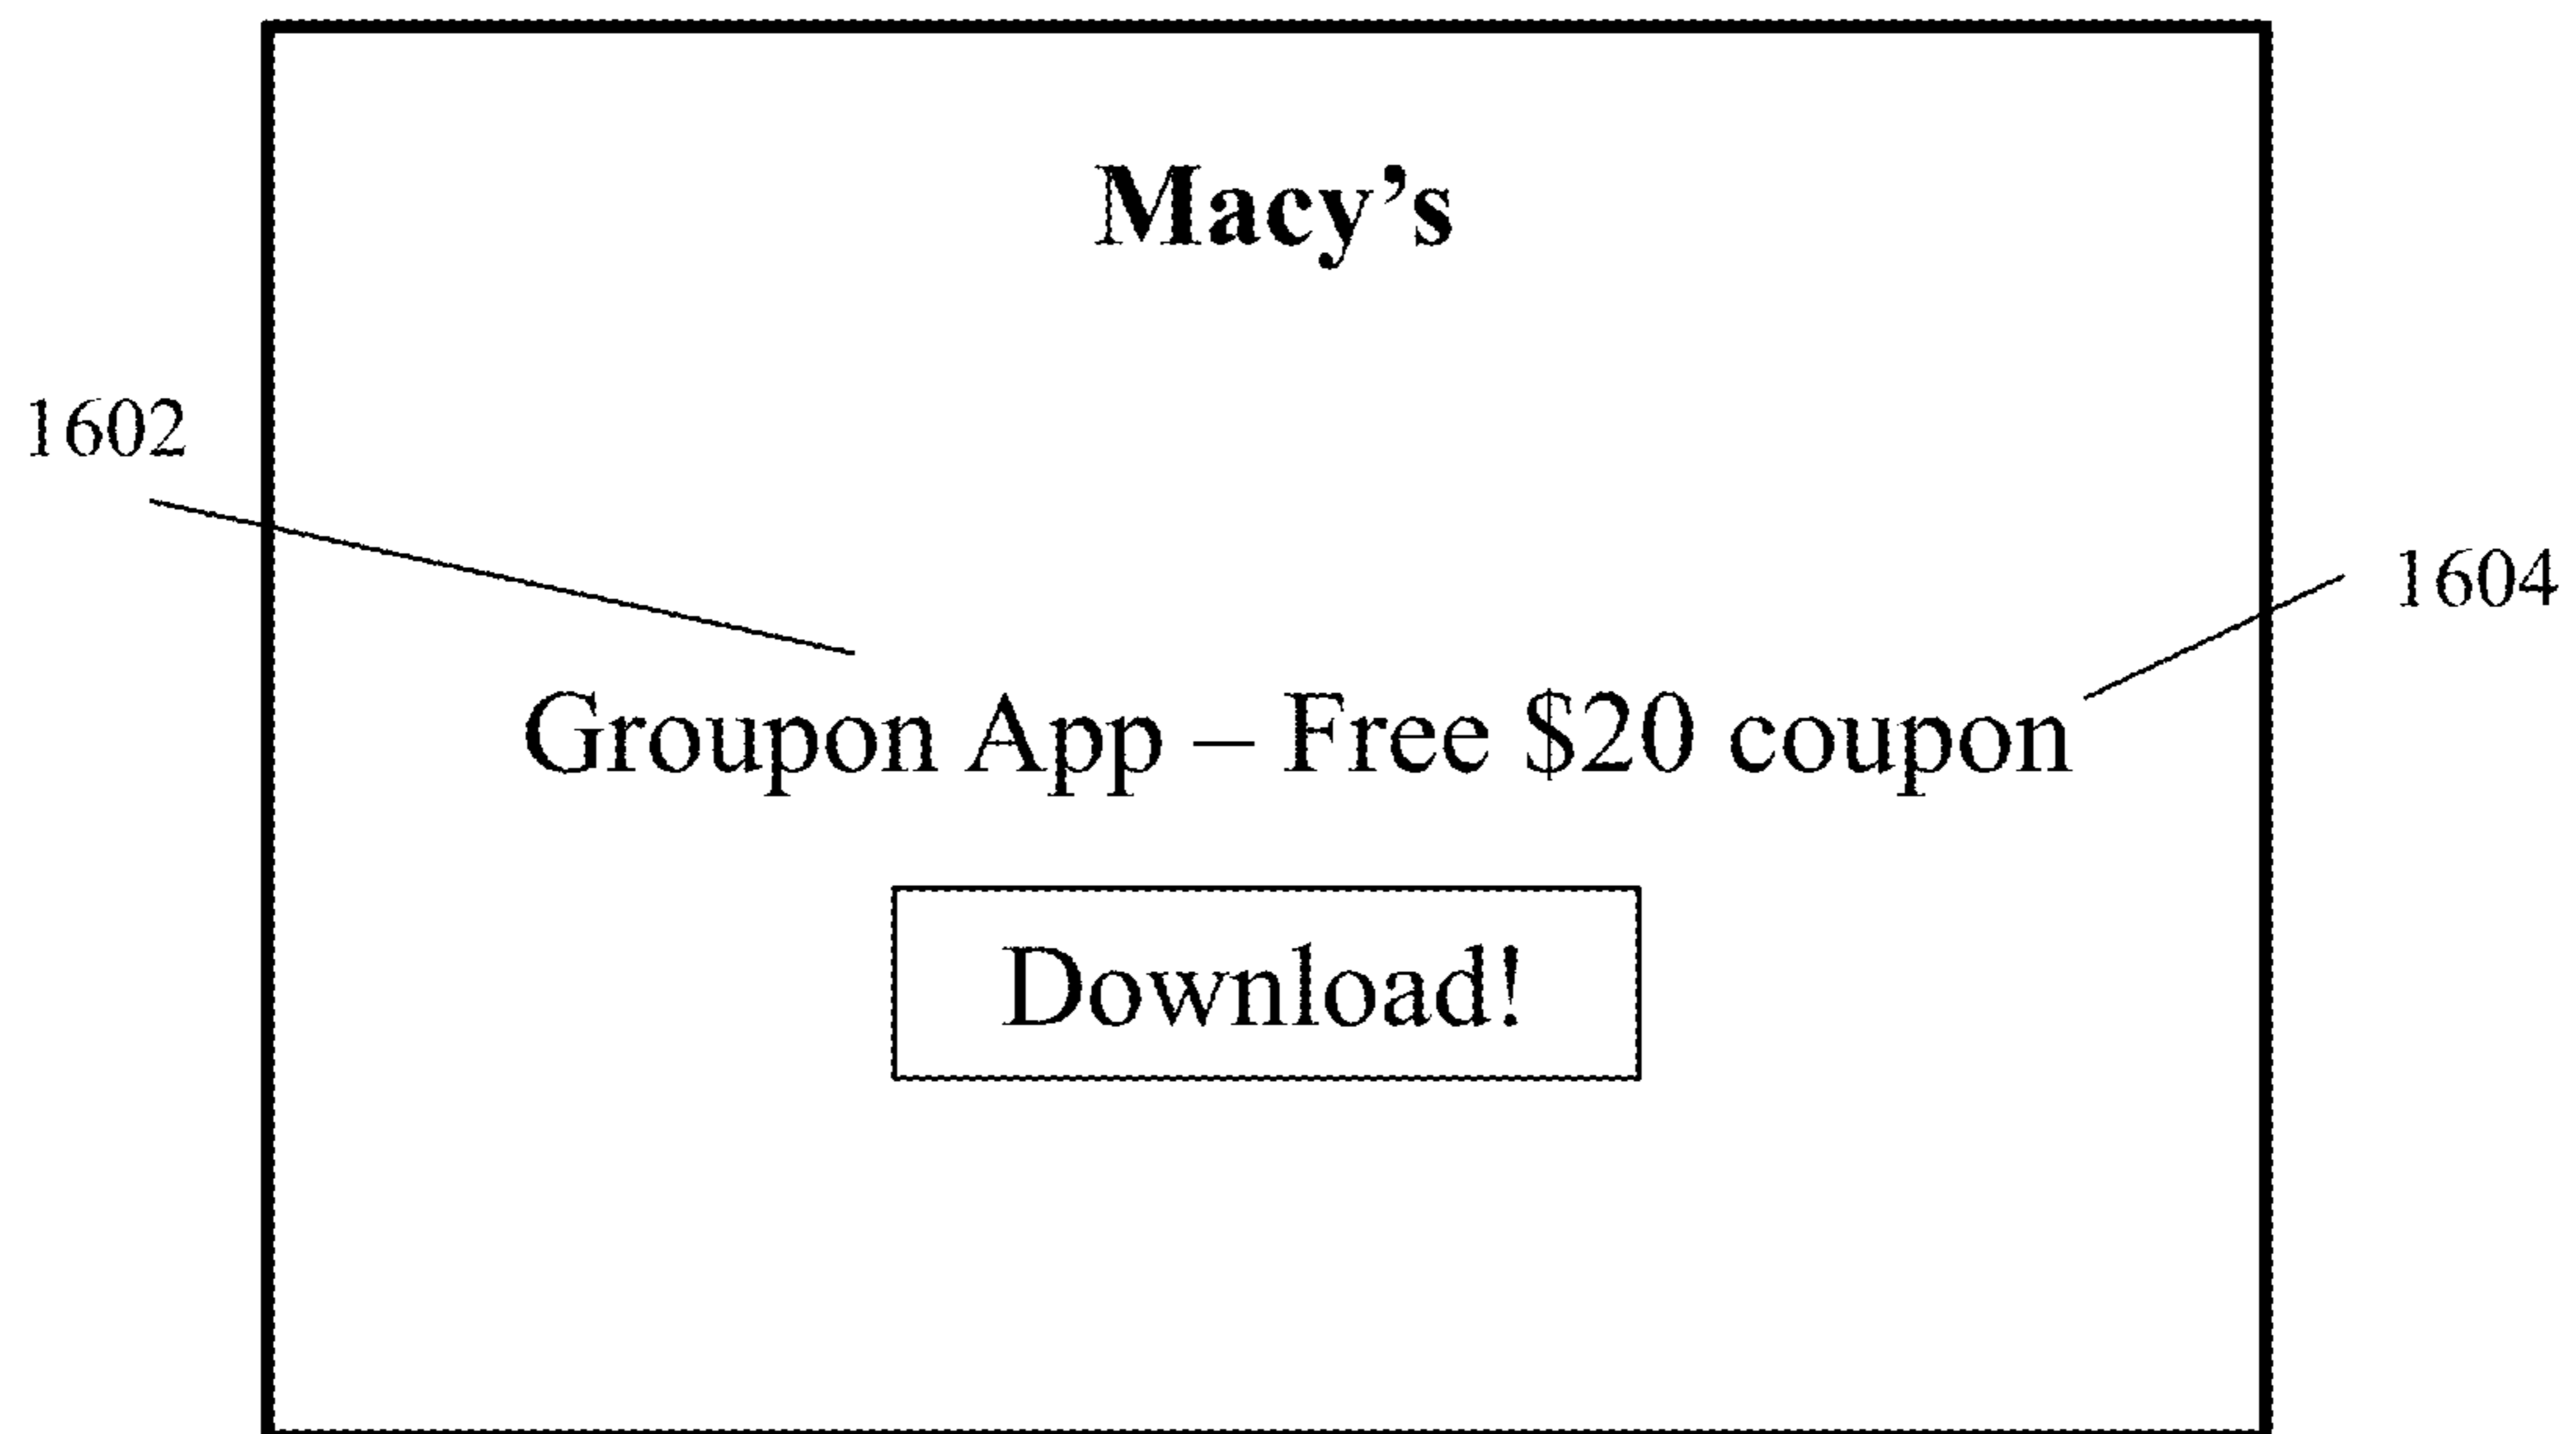 Macy’s
1602
1604
Groupon App – Free $20 coupon
Download!